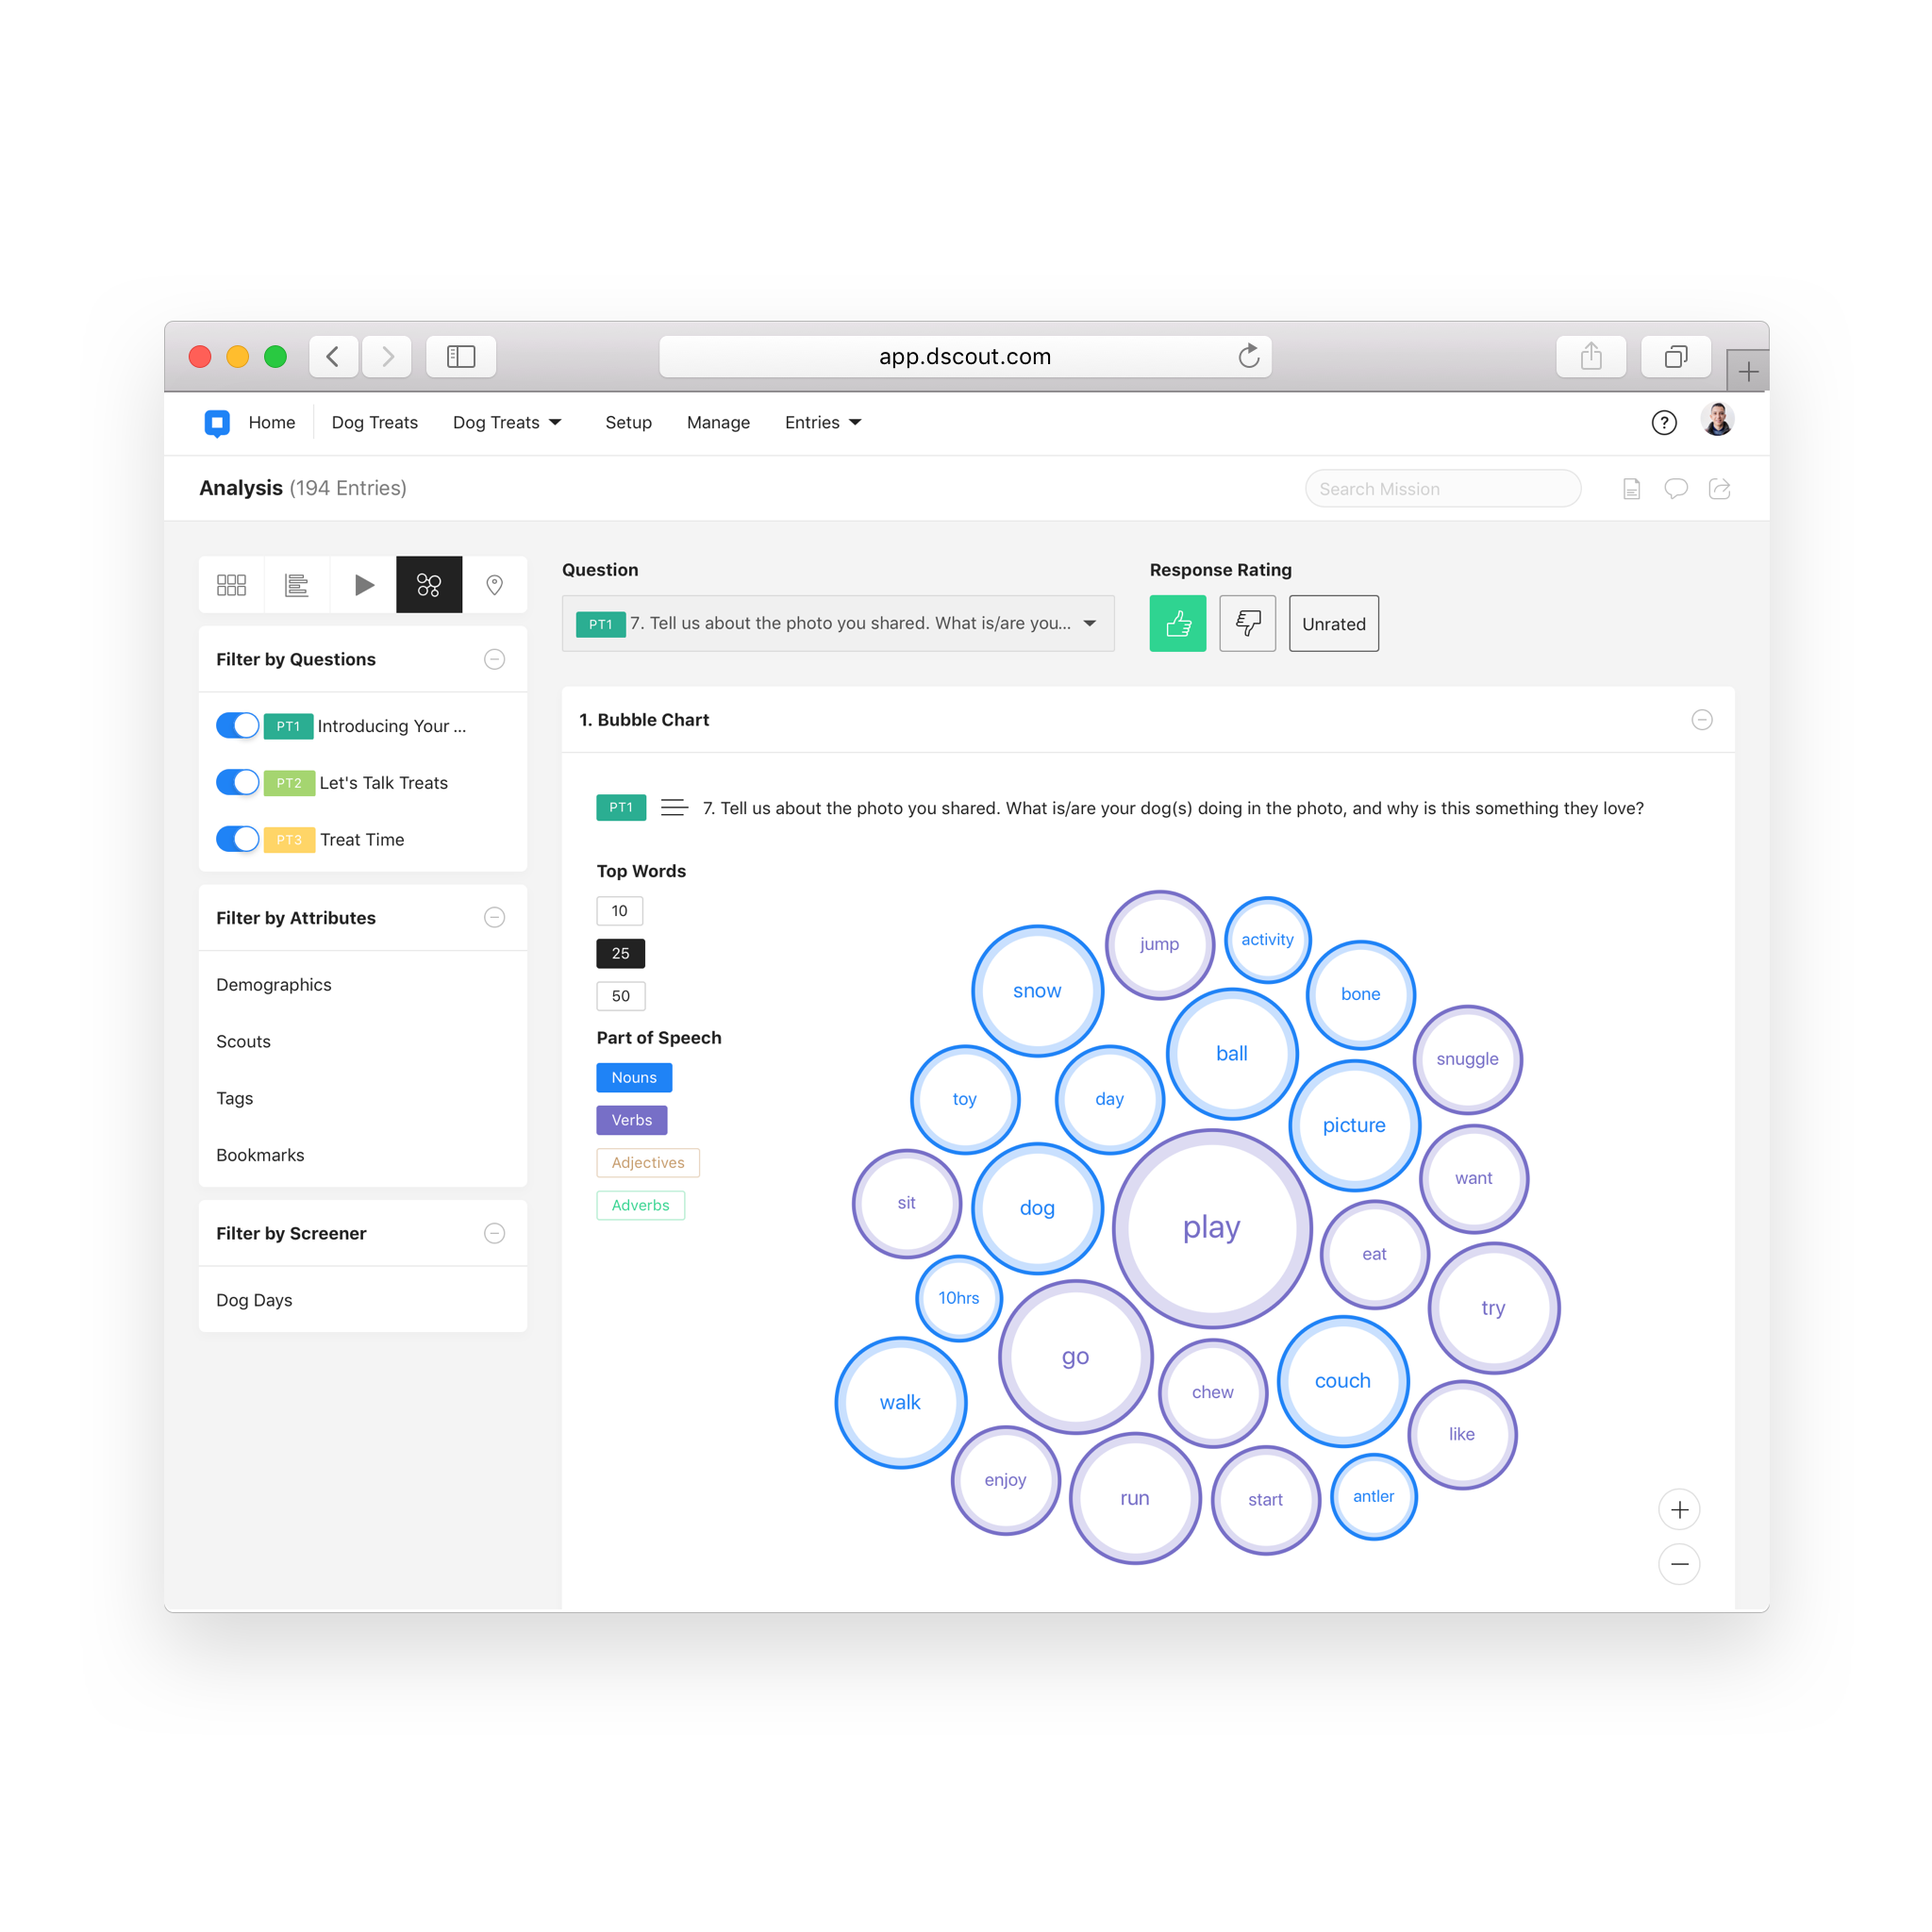 app.dscout.com
Home Dog Treats Dog Treats Setup Manage Entries ?
Analysis (194 Entries) Search Mission
Question Response Rating
PT1 7. Tell us about the photo you shared. What is/are you... Unrated
Filter by Questions
PT1 Introducing Your ...
PT2 Let's Talk Treats
PT3 Treat Time
Filter by Attributes
Demographics
Scouts
Tags
Bookmarks
Filter by Screener
Dog Days
1. Bubble Chart
PT1 7. Tell us about the photo you shared. What is/are your dog(s) doing in the photo, and why is this something they love?
Top Words
10
25
50
Part of Speech
Nouns
Verbs
Adjectives
Adverbs
jump
activity
snow
bone
ball
snuggle
toy
day
picture
want
sit
dog
play
eat
10hrs
try
go
couch
chew
walk
like
enjoy
run
start
antler